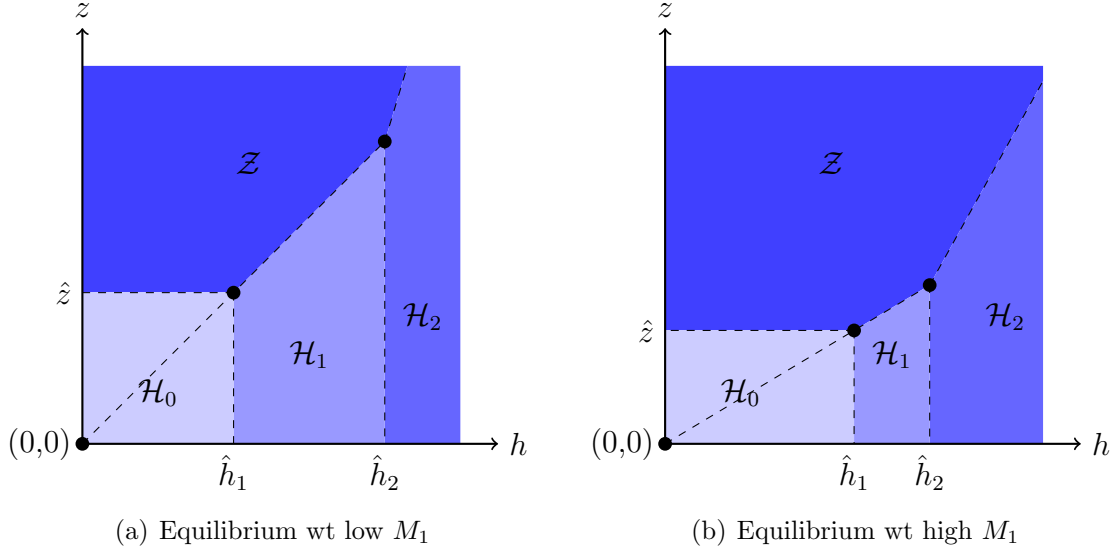 z
𝒵
ẑ
ℋ₂
ℋ₁
ℋ₀
(0,0)
h
ĥ₁
ĥ₂
(a) Equilibrium wt low M₁
z
𝒵
ẑ
ℋ₂
ℋ₁
ℋ₀
(0,0)
h
ĥ₁
ĥ₂
(b) Equilibrium wt high M₁